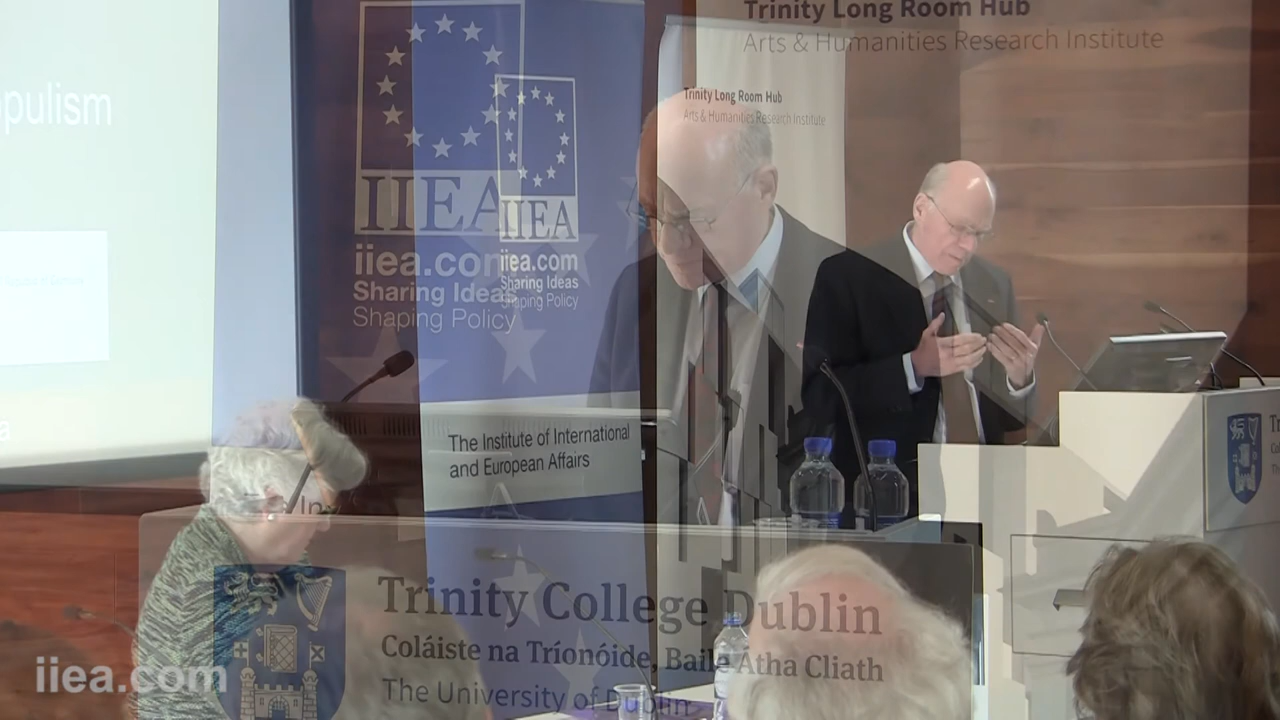 Trinity Long Room Hub
Arts & Humanities Research Institute
Trinity Long Room Hub
Arts & Humanities Research Institute
IIEA
iiea.com
Sharing Ideas
Shaping Policy
IIEA
iiea.com
Sharing Ideas
Shaping Policy
The Institute of International
and European Affairs
Trinity College Dublin
Coláiste na Tríonóide, Baile Átha Cliath
The University of Dublin
iiea.com